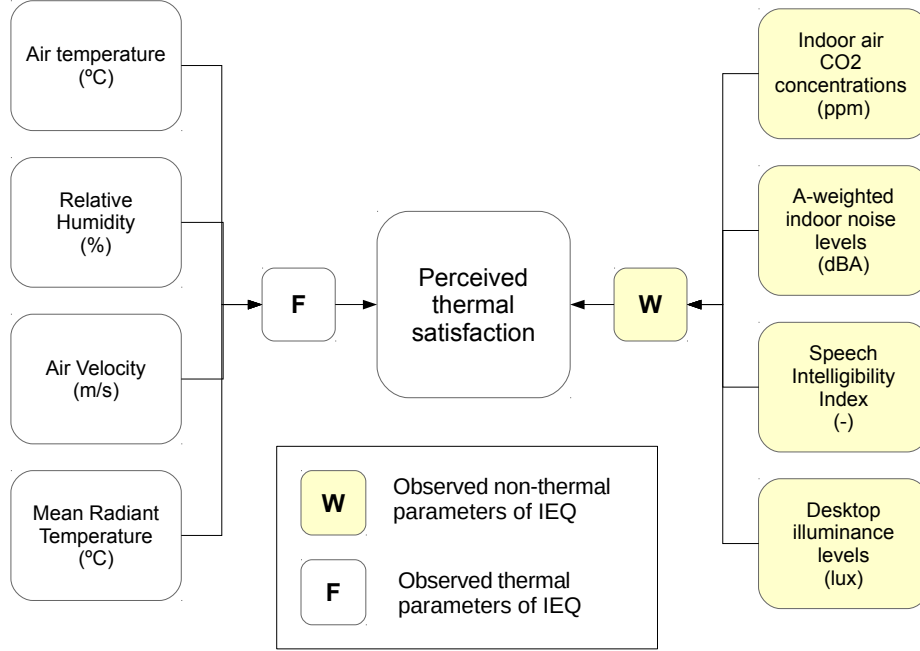 Air temperature
(ºC)
Relative
Humidity
(%)
Air Velocity
(m/s)
Mean Radiant
Temperature
(ºC)
F
Perceived
thermal
satisfaction
W
Indoor air
CO2
concentrations
(ppm)
A-weighted
indoor noise
levels
(dBA)
Speech
Intelligibility
Index
(-)
Desktop
illuminance
levels
(lux)
W
Observed non-thermal
parameters of IEQ
F
Observed thermal
parameters of IEQ